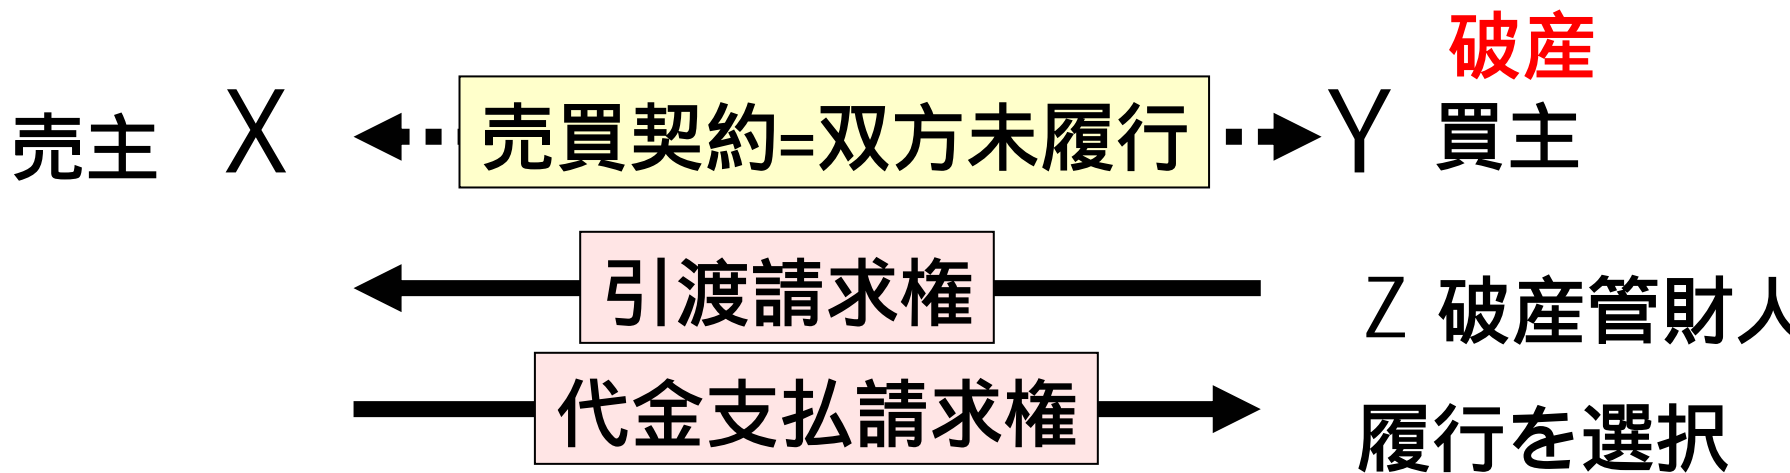 破産
売主 X 売買契約=双方未履行 Y 買主
引渡請求権
Z 破産管財人
代金支払請求権
履行を選択